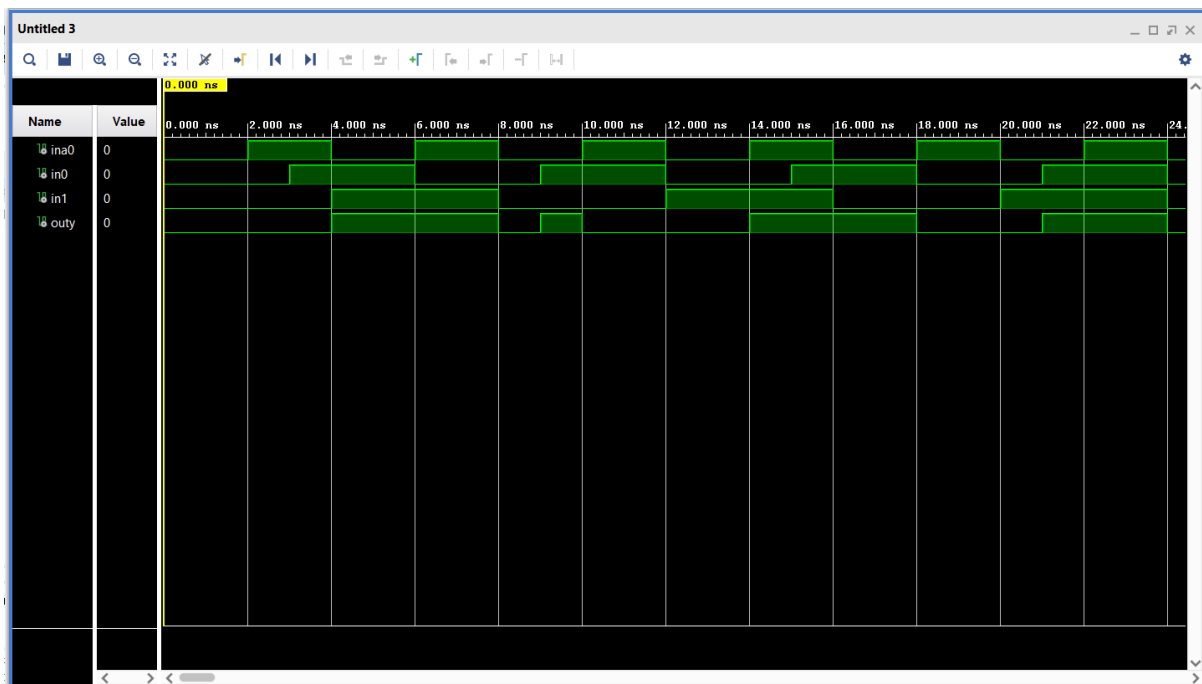 Untitled 3
0.000 ns
Name Value
0.000 ns 2.000 ns 4.000 ns 6.000 ns 8.000 ns 10.000 ns 12.000 ns 14.000 ns 16.000 ns 18.000 ns 20.000 ns 22.000 ns 24.
ina0 0
in0 0
in1 0
outy 0